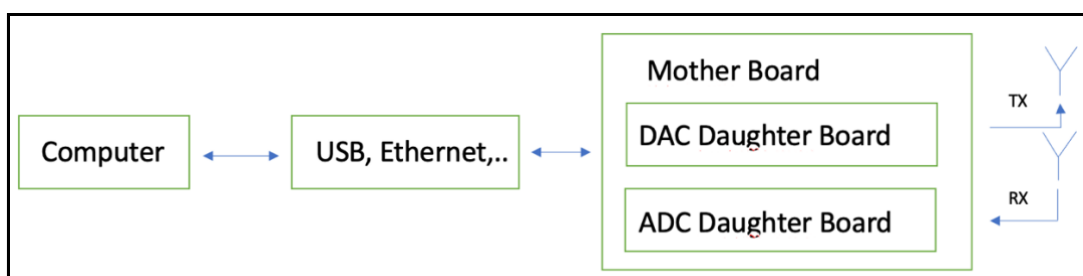 Computer
USB, Ethernet,..
Mother Board
DAC Daughter Board
ADC Daughter Board
TX
RX